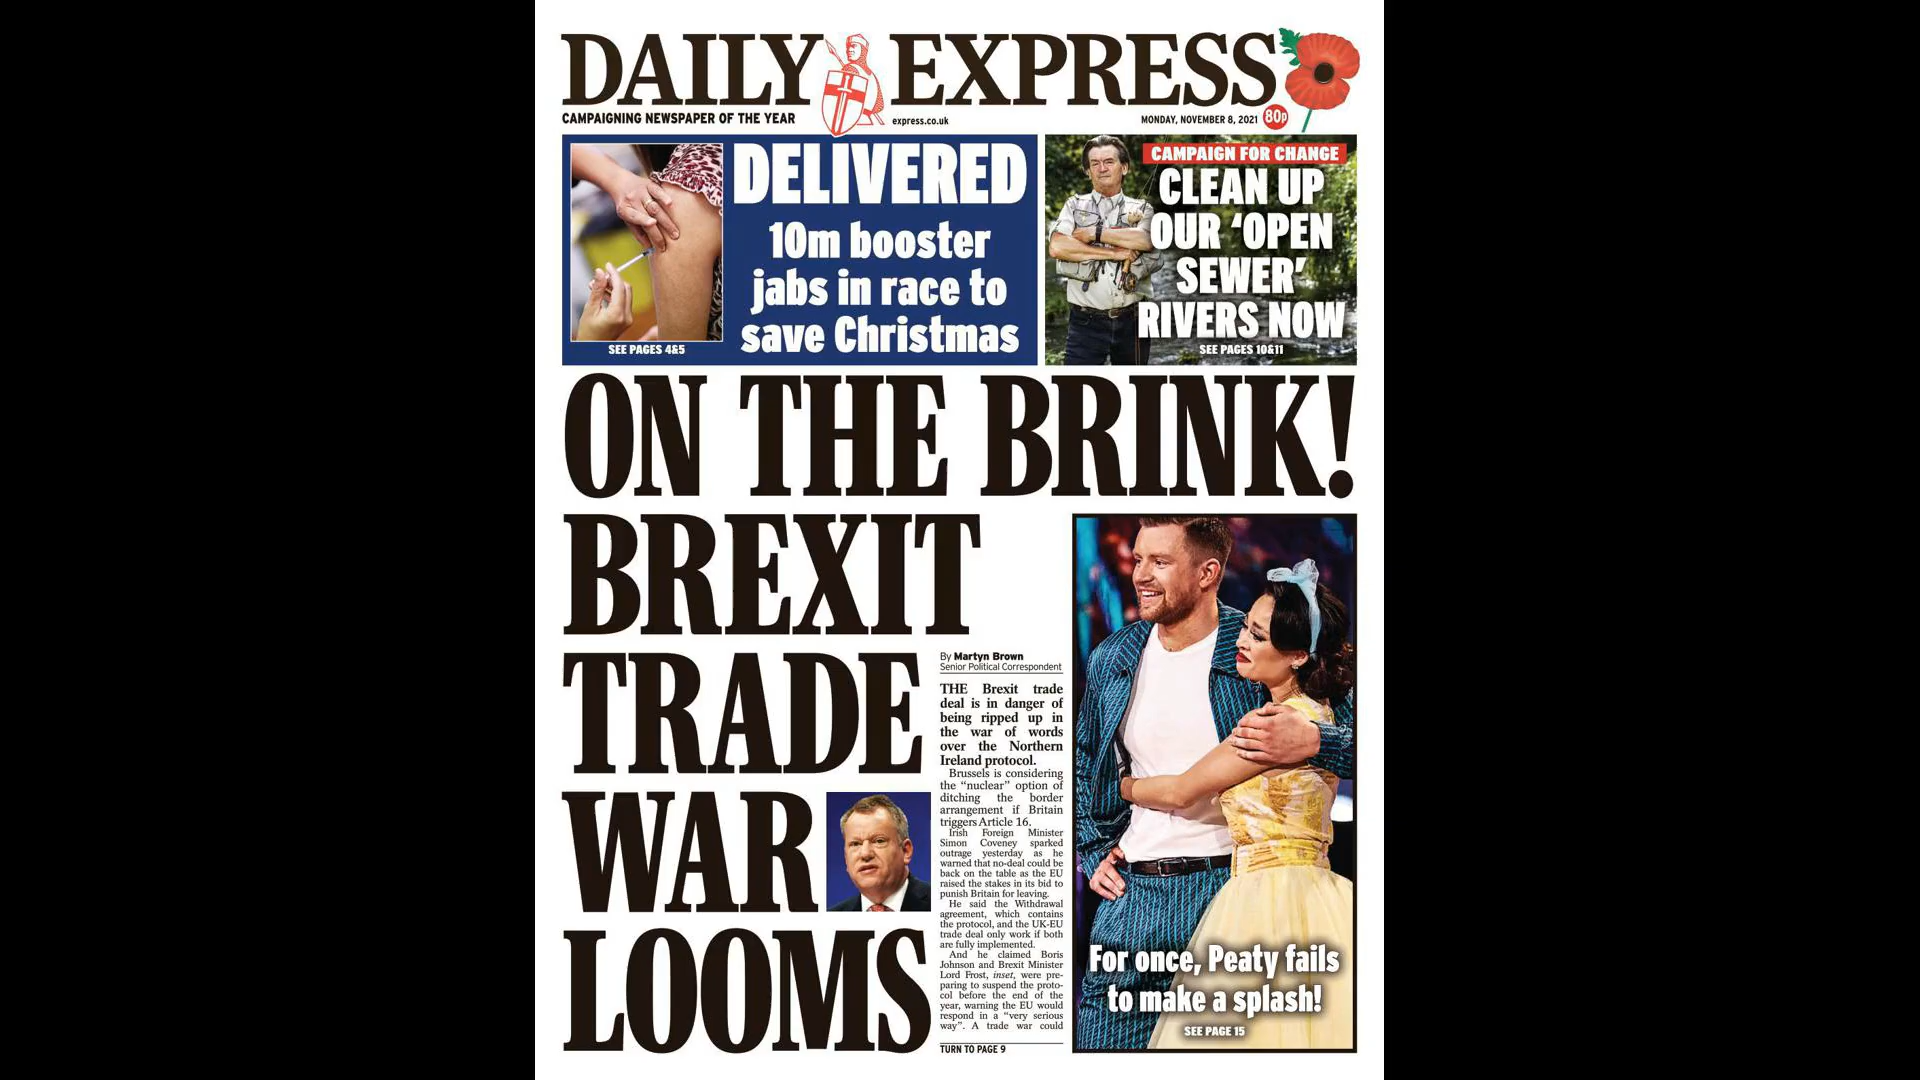 DAILY EXPRESS
CAMPAIGNING NEWSPAPER OF THE YEAR
express.co.uk
MONDAY, NOVEMBER 8, 2021
80p
DELIVERED
10m booster
jabs in race to
save Christmas
SEE PAGES 4&5
CAMPAIGN FOR CHANGE
CLEAN UP
OUR ‘OPEN
SEWER’
RIVERS NOW
SEE PAGES 10&11
ON THE BRINK!
BREXIT
TRADE
WAR
LOOMS
By Martyn Brown
Senior Political Correspondent
THE Brexit trade
deal is in danger of
being ripped up in
the war of words
over the Northern
Ireland protocol.
Brussels is considering
the “nuclear” option of
ditching the border
arrangement if Britain
triggers Article 16.
Irish Foreign Minister
Simon Coveney sparked
outrage yesterday as he
warned that no-deal could be
back on the table as the EU
raised the stakes in its bid to
punish Britain for leaving.
He said the Withdrawal
agreement, which contains
the protocol, and the UK-EU
trade deal only work if both
are fully implemented.
And he claimed Boris
Johnson and Brexit Minister
Lord Frost, inset, were pre-
paring to suspend the proto-
col before the end of the
year, warning the EU would
respond in a “very serious
way”. A trade war could
TURN TO PAGE 9
For once, Peaty fails
to make a splash!
SEE PAGE 15